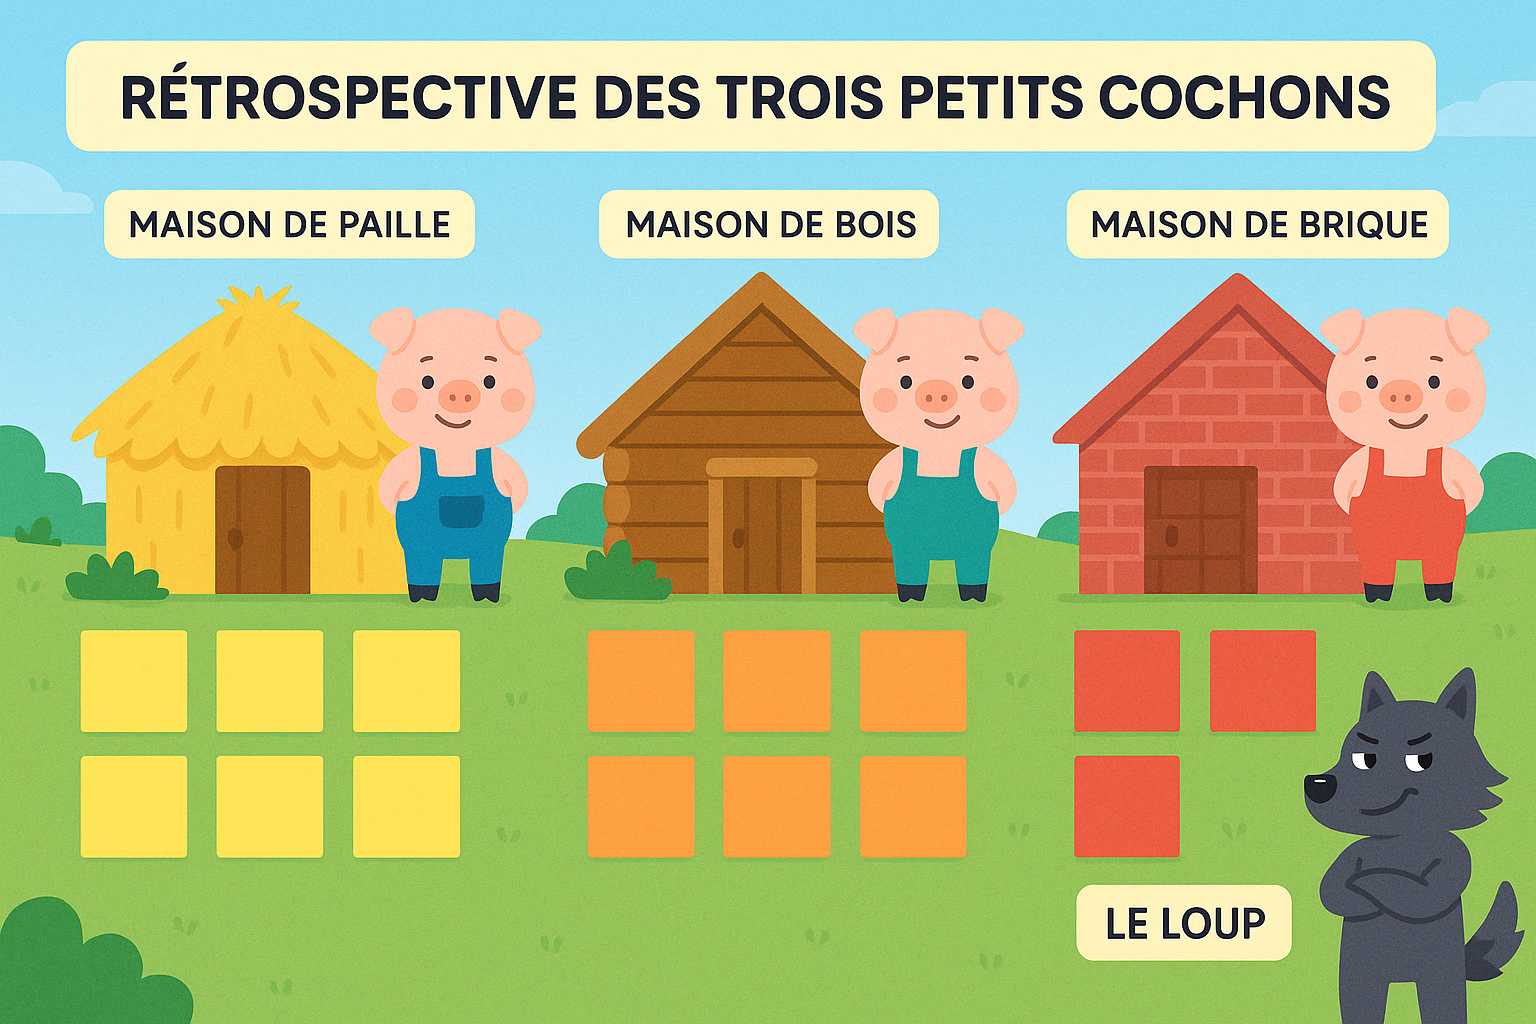 RÉTROSPECTIVE DES TROIS PETITS COCHONS
MAISON DE PAILLE
MAISON DE BOIS
MAISON DE BRIQUE
LE LOUP